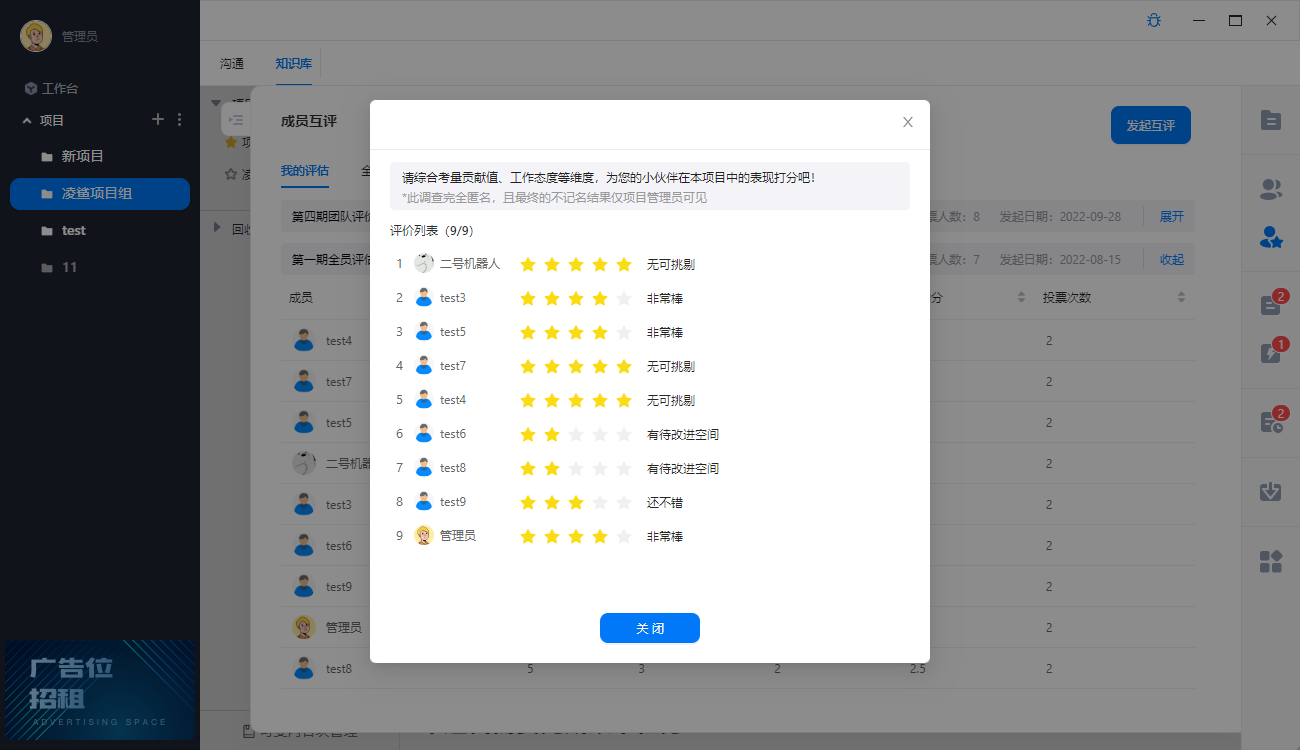 管理员
工作台
项目
新项目
凌鲨项目组
test
11
广告位
招租
ADVERTISING SPACE
沟通
知识库
成员互评
发起互评
我的评估
第四期团队评价
票人数：8
发起日期：2022-09-28
展开
第一期全员评估
票人数：7
发起日期：2022-08-15
收起
成员
分
投票次数
test4 2
test7 2
test5 2
二号机器 2
test3 2
test6 2
test9 2
管理员 2
test8 5 3 2 2.5 2
请综合考量贡献值、工作态度等维度，为您的小伙伴在本项目中的表现打分吧！
*此调查完全匿名，且最终的不记名结果仅项目管理员可见
评价列表（9/9）
1 二号机器人 无可挑剔
2 test3 非常棒
3 test5 非常棒
4 test7 无可挑剔
5 test4 无可挑剔
6 test6 有待改进空间
7 test8 有待改进空间
8 test9 还不错
9 管理员 非常棒
关 闭
2
1
2